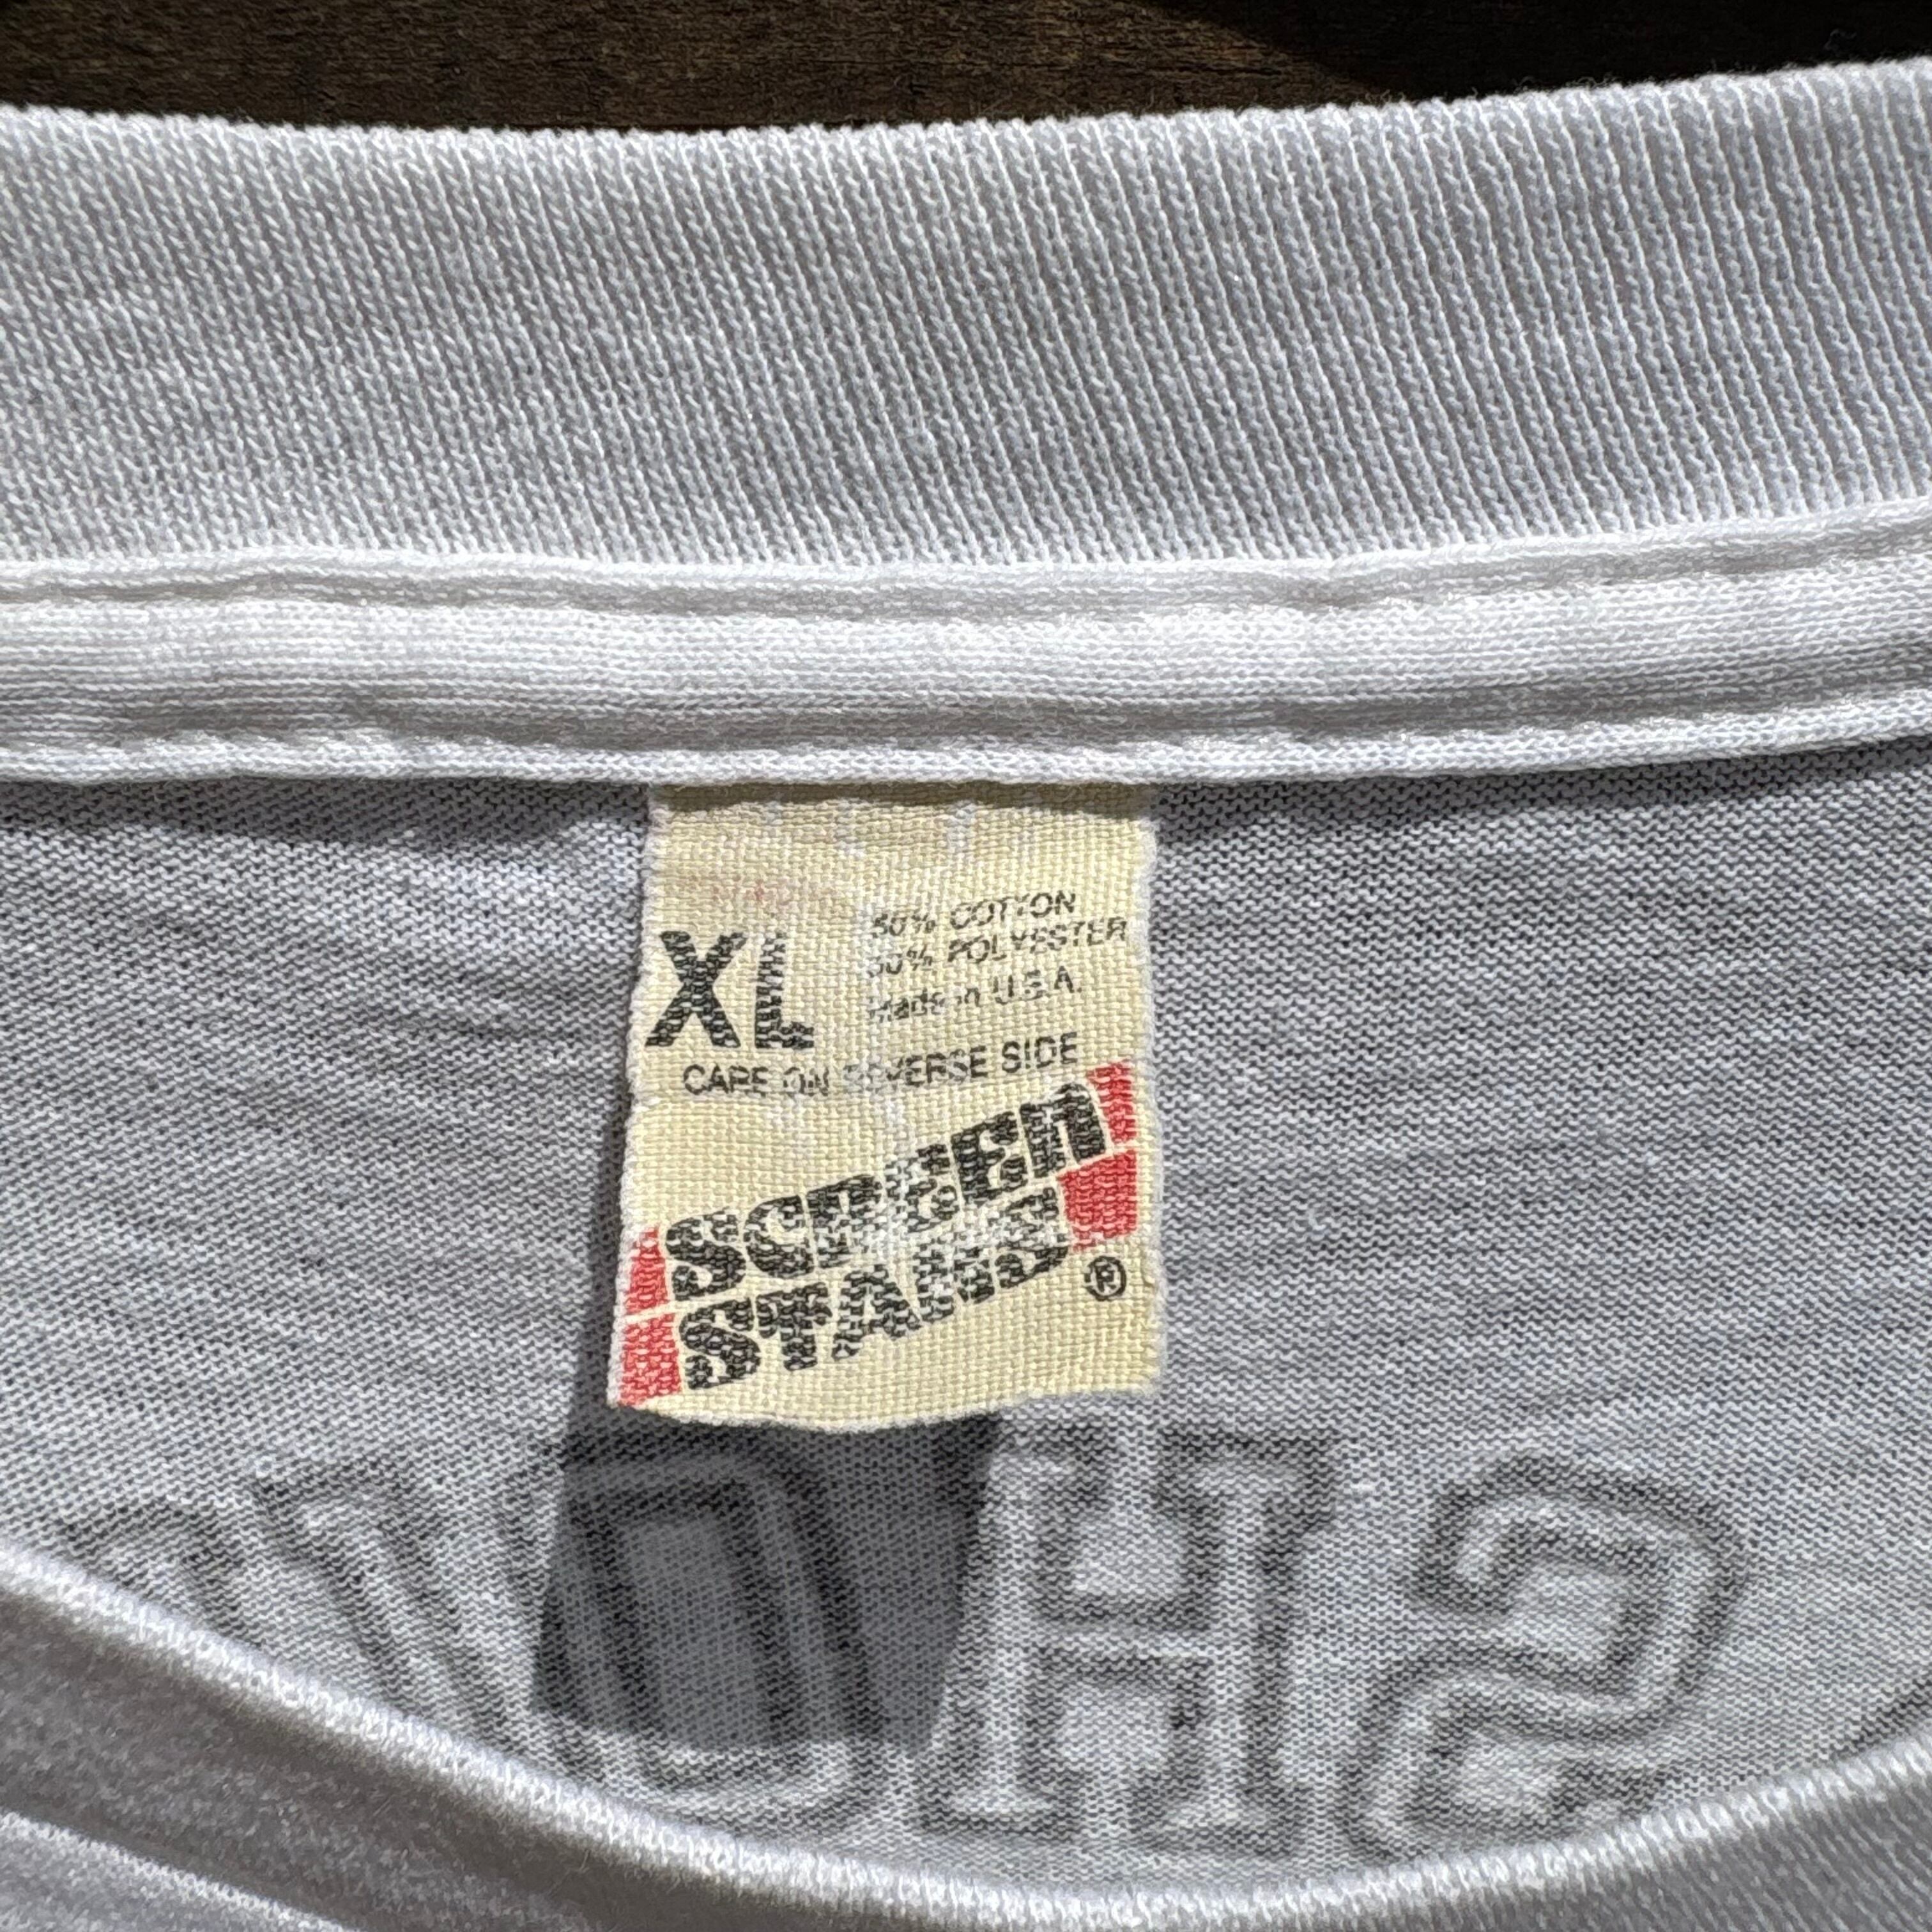 XL
50% COTTON
50% POLYESTER
Made in U.S.A.
CARE ON REVERSE SIDE
SCREEN
STARS
®